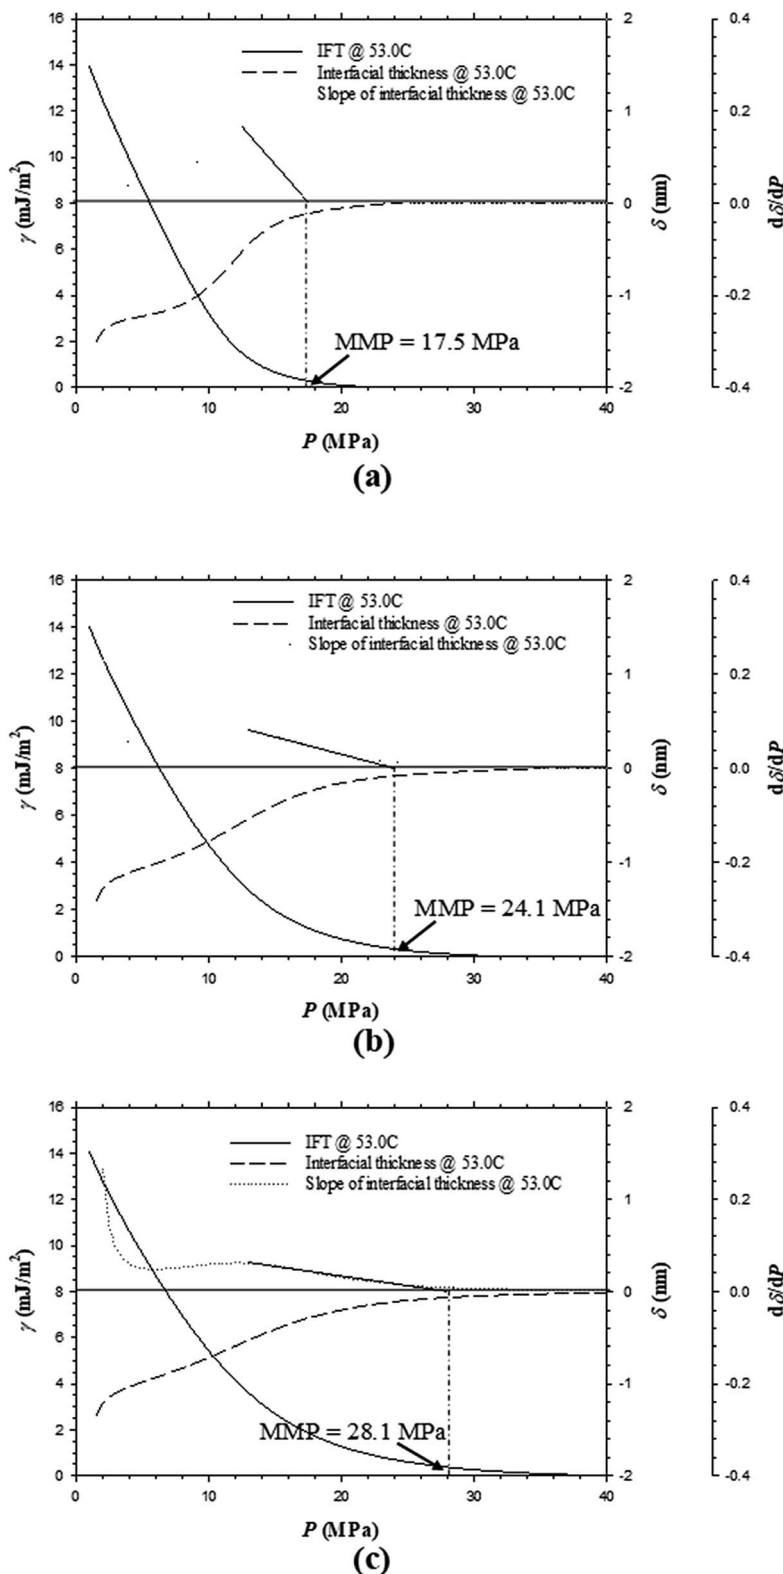 16
14
12
10
8
6
4
2
0
γ (mJ/m²)
IFT @ 53.0C
Interfacial thickness @ 53.0C
Slope of interfacial thickness @ 53.0C
MMP = 17.5 MPa
2
1
0
-1
-2
δ (nm)
0.4
0.2
0.0
-0.2
-0.4
dδ/dP
0 10 20 30 40
P (MPa)
(a)
16
14
12
10
8
6
4
2
0
γ (mJ/m²)
IFT @ 53.0C
Interfacial thickness @ 53.0C
Slope of interfacial thickness @ 53.0C
MMP = 24.1 MPa
2
1
0
-1
-2
δ (nm)
0.4
0.2
0.0
-0.2
-0.4
dδ/dP
0 10 20 30 40
P (MPa)
(b)
16
14
12
10
8
6
4
2
0
γ (mJ/m²)
IFT @ 53.0C
Interfacial thickness @ 53.0C
Slope of interfacial thickness @ 53.0C
MMP = 28.1 MPa
2
1
0
-1
-2
δ (nm)
0.4
0.2
0.0
-0.2
-0.4
dδ/dP
0 10 20 30 40
P (MPa)
(c)